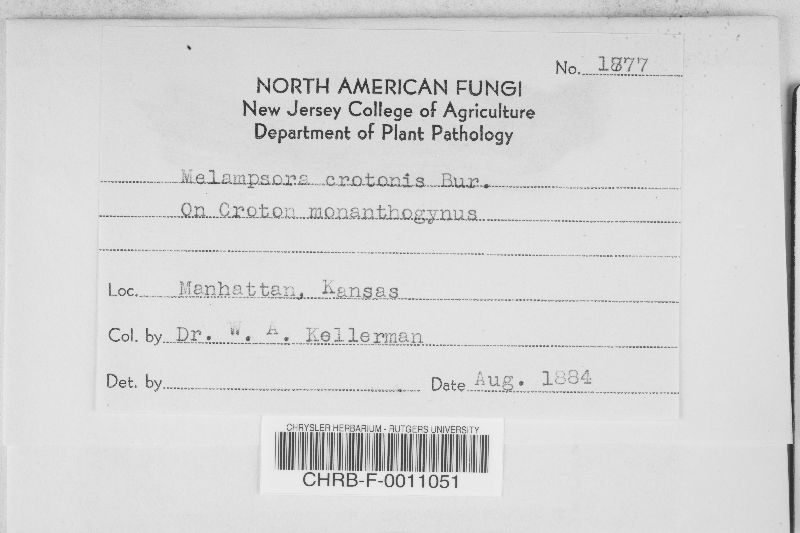 No. 1877
NORTH AMERICAN FUNGI
New Jersey College of Agriculture
Department of Plant Pathology
Melampsora crotonis Bur.
On Croton monanthogynus
Loc. Manhattan, Kansas
Col. by Dr. W. A. Kellerman
Det. by
Date Aug. 1884
CHRYSLER HERBARIUM - RUTGERS UNIVERSITY
CHRB-F-0011051